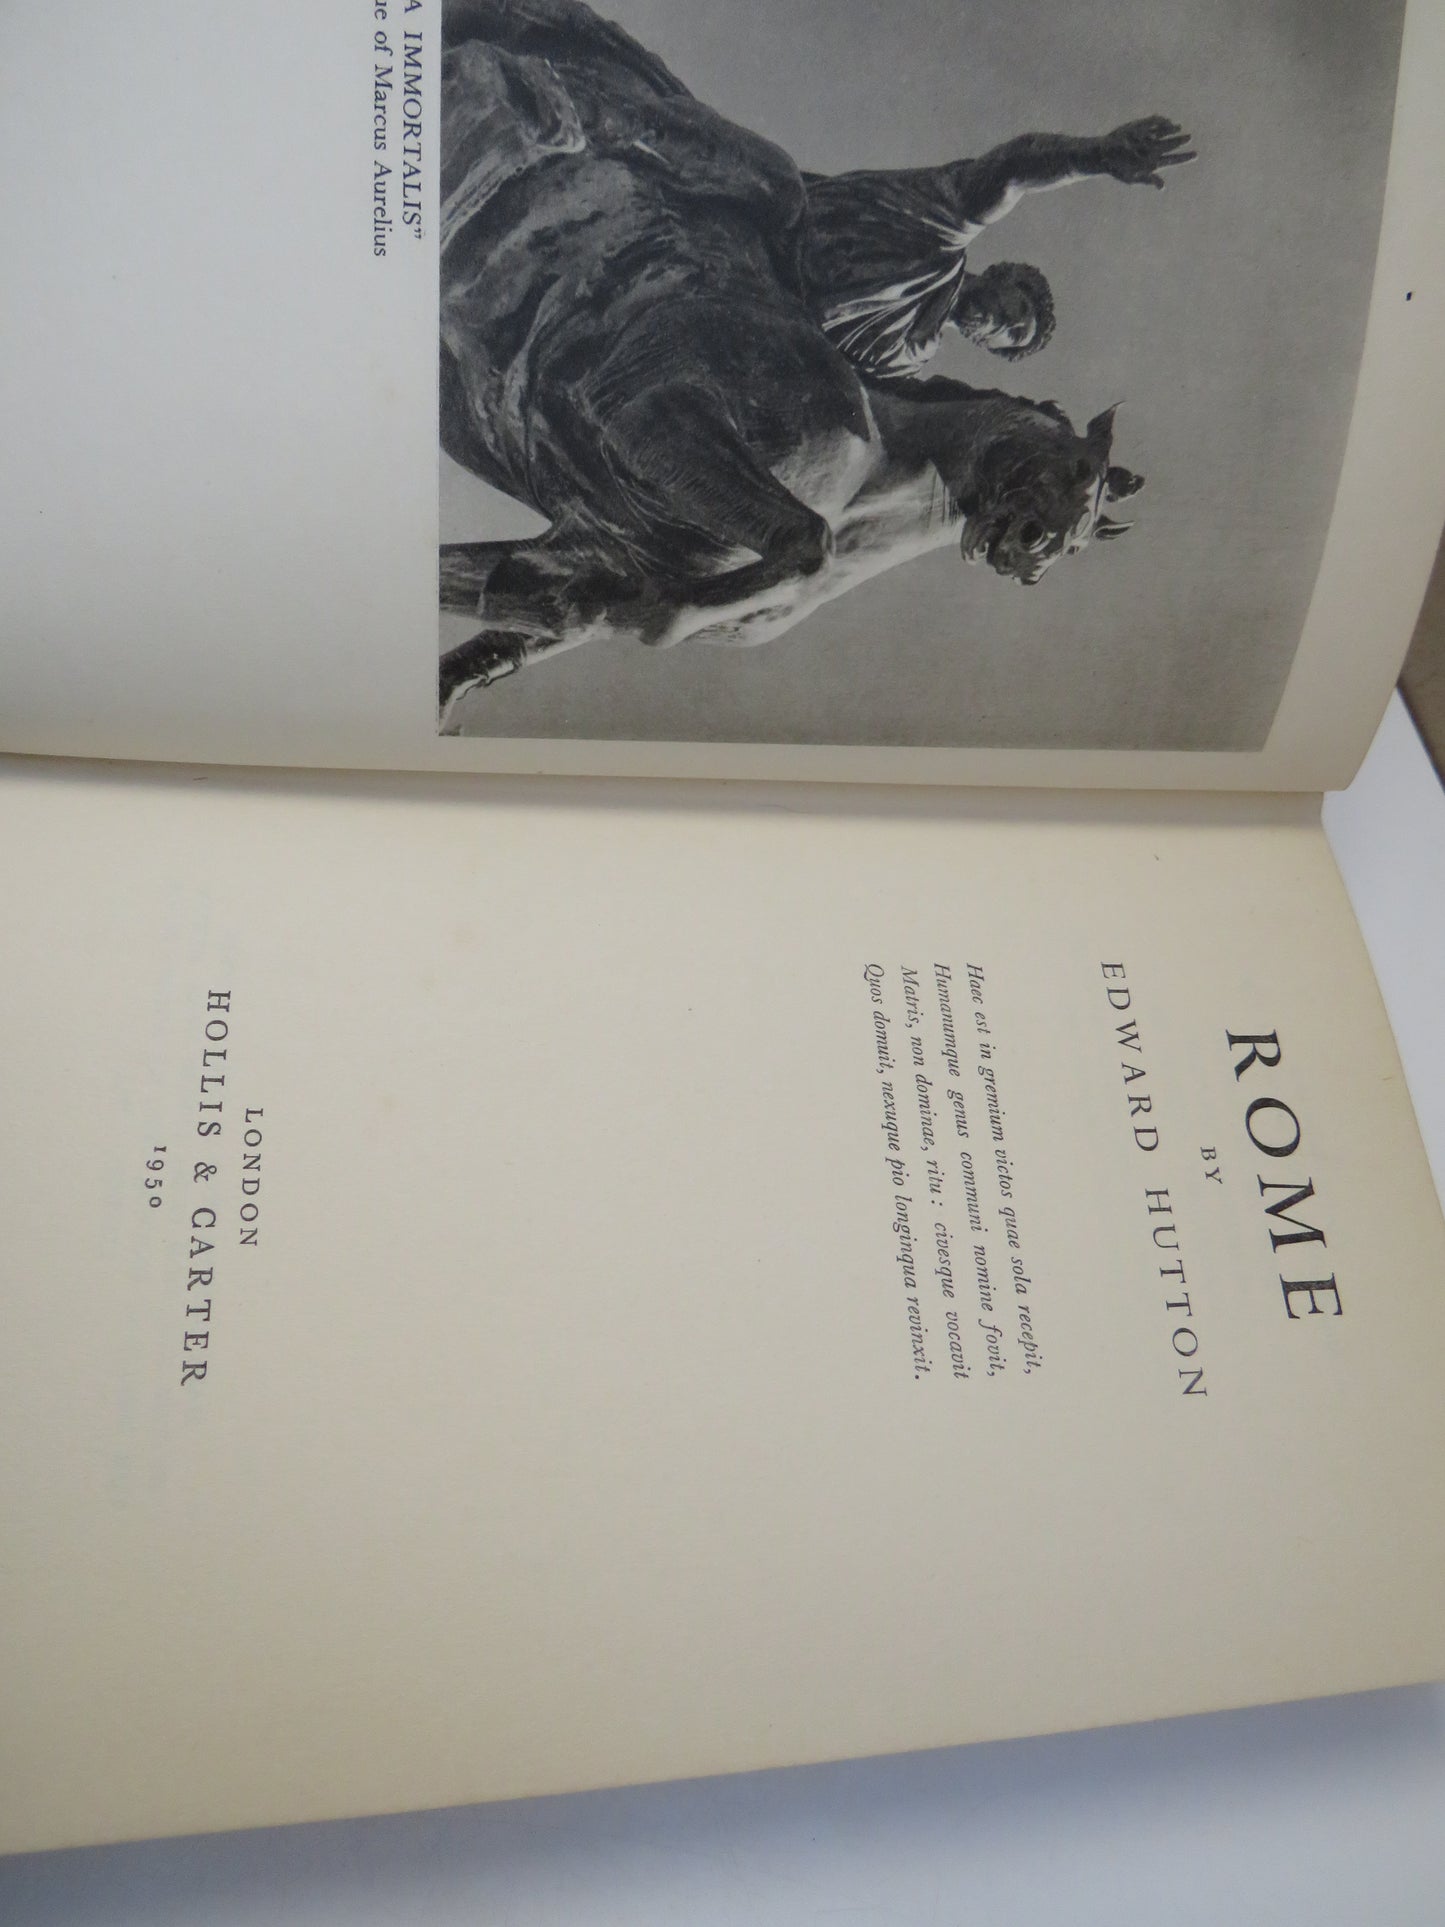 A IMMORTALIS”
of Marcus Aurelius
ROME
BY
EDWARD HUTTON
Haec est in gremium victos quae sola recepit,
Humanumque genus communi nomine fovit,
Matris, non dominae, ritu: civesque vocavit
Quos domuit, nexuque pio longinqua revinxit.
LONDON
HOLLIS & CARTER
1950